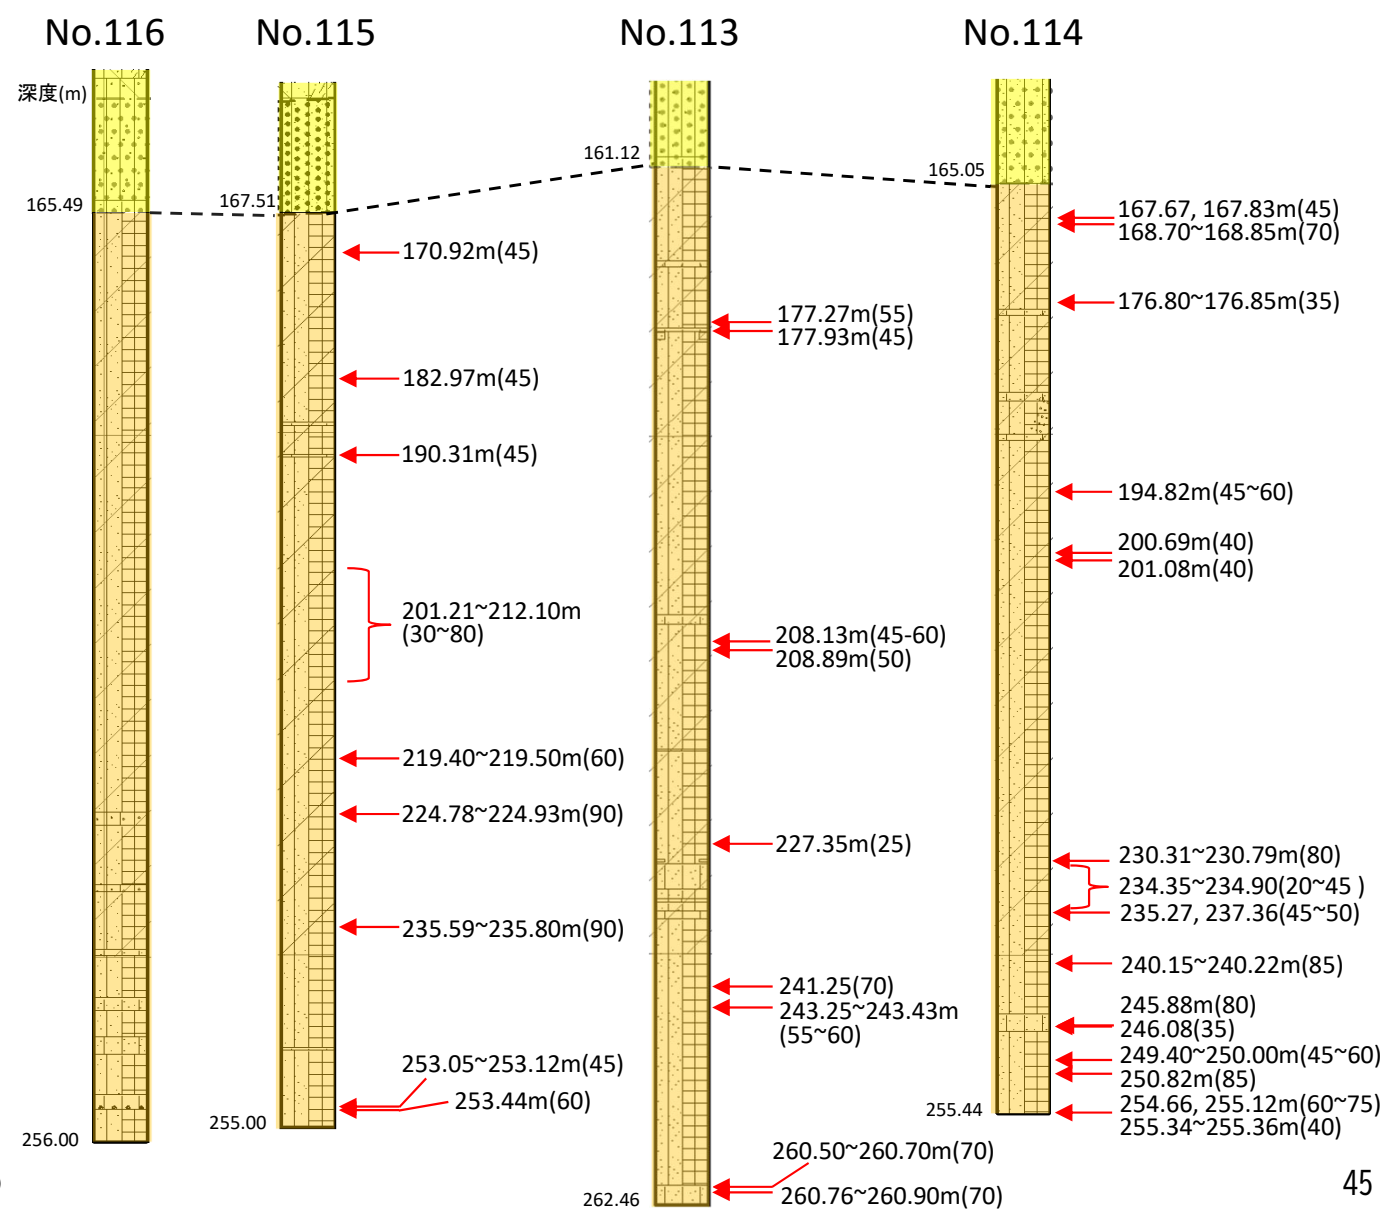 No.116
No.115
No.113
No.114
深度(m)
165.49
256.00
167.51
170.92m(45)
182.97m(45)
190.31m(45)
201.21~212.10m
(30~80)
219.40~219.50m(60)
224.78~224.93m(90)
235.59~235.80m(90)
253.05~253.12m(45)
253.44m(60)
255.00
161.12
177.27m(55)
177.93m(45)
208.13m(45-60)
208.89m(50)
227.35m(25)
241.25(70)
243.25~243.43m
(55~60)
260.50~260.70m(70)
260.76~260.90m(70)
262.46
165.05
167.67, 167.83m(45)
168.70~168.85m(70)
176.80~176.85m(35)
194.82m(45~60)
200.69m(40)
201.08m(40)
230.31~230.79m(80)
234.35~234.90(20~45 )
235.27, 237.36(45~50)
240.15~240.22m(85)
245.88m(80)
246.08(35)
249.40~250.00m(45~60)
250.82m(85)
254.66, 255.12m(60~75)
255.34~255.36m(40)
255.44
45